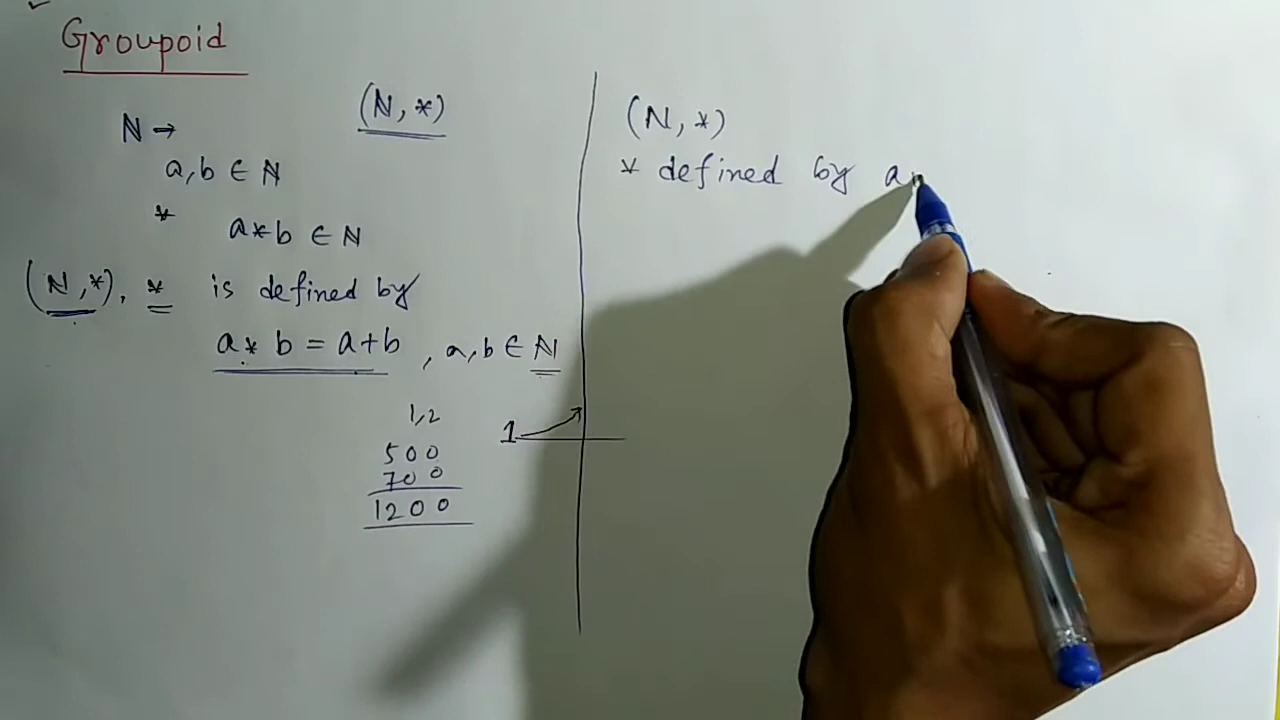 Groupoid
(N, *)
N →
a, b ∈ N
* a * b ∈ N
(N, *), * is defined by
a * b = a + b , a, b ∈ N
1, 2
500
700
1200
1
(N, *)
* defined by a